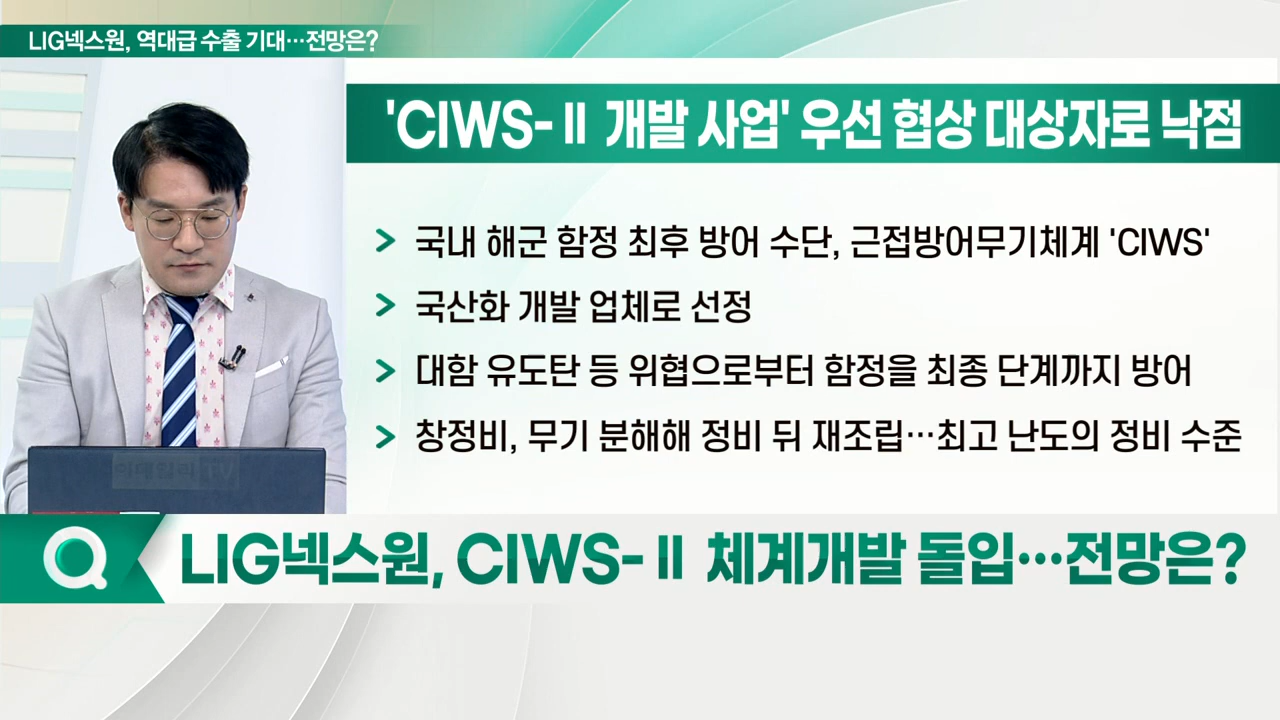 LIG넥스원, 역대급 수출 기대…전망은?
'CIWS-Ⅱ 개발 사업' 우선 협상 대상자로 낙점
> 국내 해군 함정 최후 방어 수단, 근접방어무기체계 'CIWS'
> 국산화 개발 업체로 선정
> 대함 유도탄 등 위협으로부터 함정을 최종 단계까지 방어
> 창정비, 무기 분해해 정비 뒤 재조립…최고 난도의 정비 수준
LIG넥스원, CIWS-Ⅱ 체계개발 돌입…전망은?